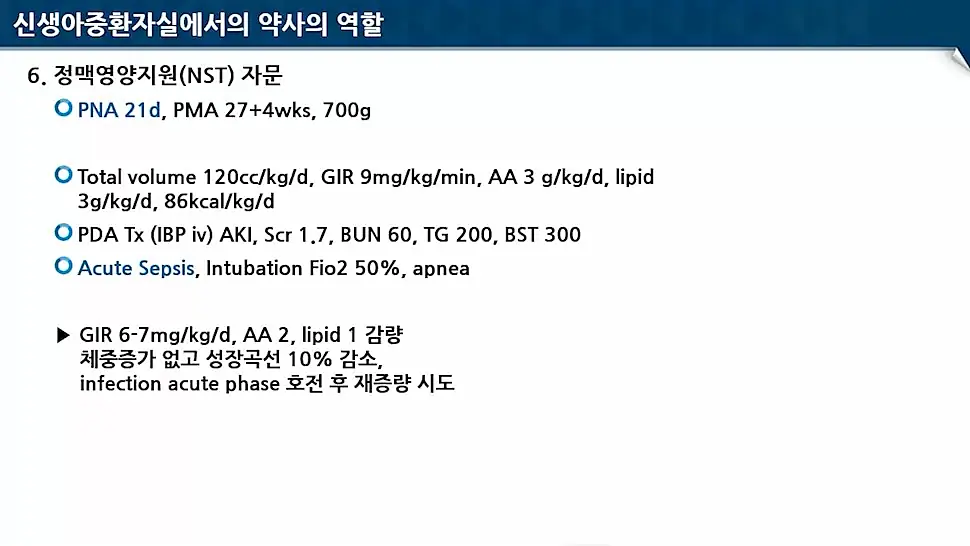 신생아중환자실에서의 약사의 역할
6. 정맥영양지원(NST) 자문
PNA 21d, PMA 27+4wks, 700g
Total volume 120cc/kg/d, GIR 9mg/kg/min, AA 3 g/kg/d, lipid
3g/kg/d, 86kcal/kg/d
PDA Tx (IBP iv) AKI, Scr 1.7, BUN 60, TG 200, BST 300
Acute Sepsis, Intubation Fio2 50%, apnea
▶ GIR 6-7mg/kg/d, AA 2, lipid 1 감량
체중증가 없고 성장곡선 10% 감소,
infection acute phase 호전 후 재증량 시도